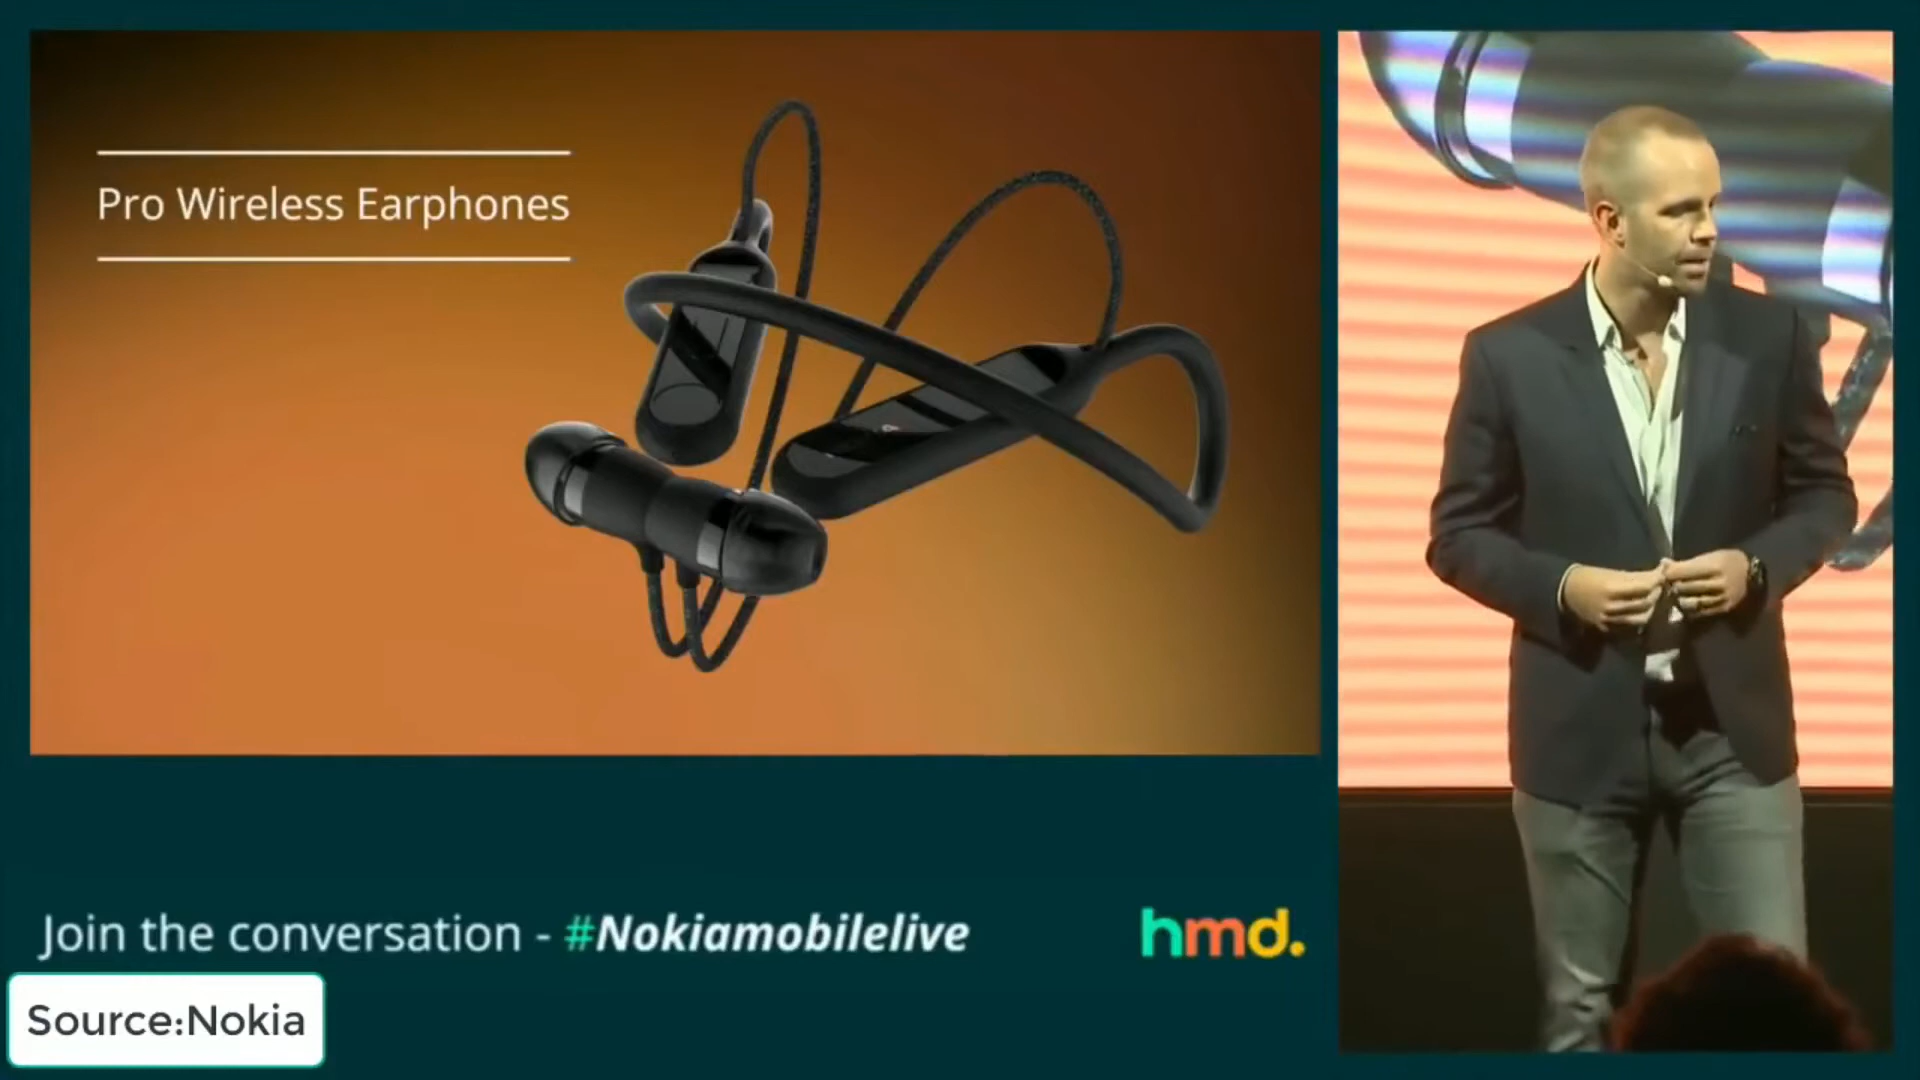 Pro Wireless Earphones
Join the conversation - #Nokiamobilelive
hmd.
Source:Nokia